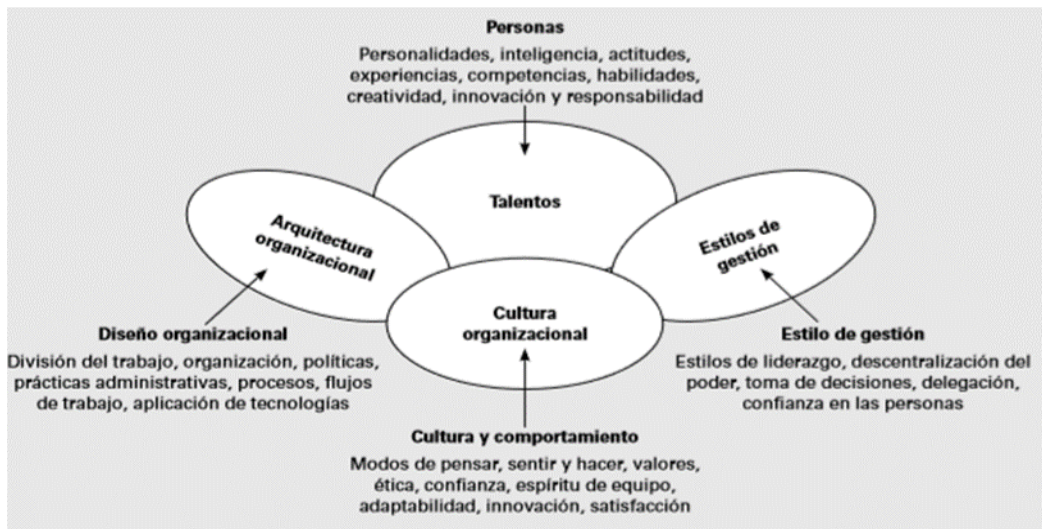 Personas
Personalidades, inteligencia, actitudes,
experiencias, competencias, habilidades,
creatividad, innovación y responsabilidad
Talentos
Arquitectura
organizacional
Estilos de
gestión
Cultura
organizacional
Diseño organizacional
División del trabajo, organización, políticas,
prácticas administrativas, procesos, flujos
de trabajo, aplicación de tecnologías
Estilo de gestión
Estilos de liderazgo, descentralización del
poder, toma de decisiones, delegación,
confianza en las personas
Cultura y comportamiento
Modos de pensar, sentir y hacer, valores,
ética, confianza, espíritu de equipo,
adaptabilidad, innovación, satisfacción